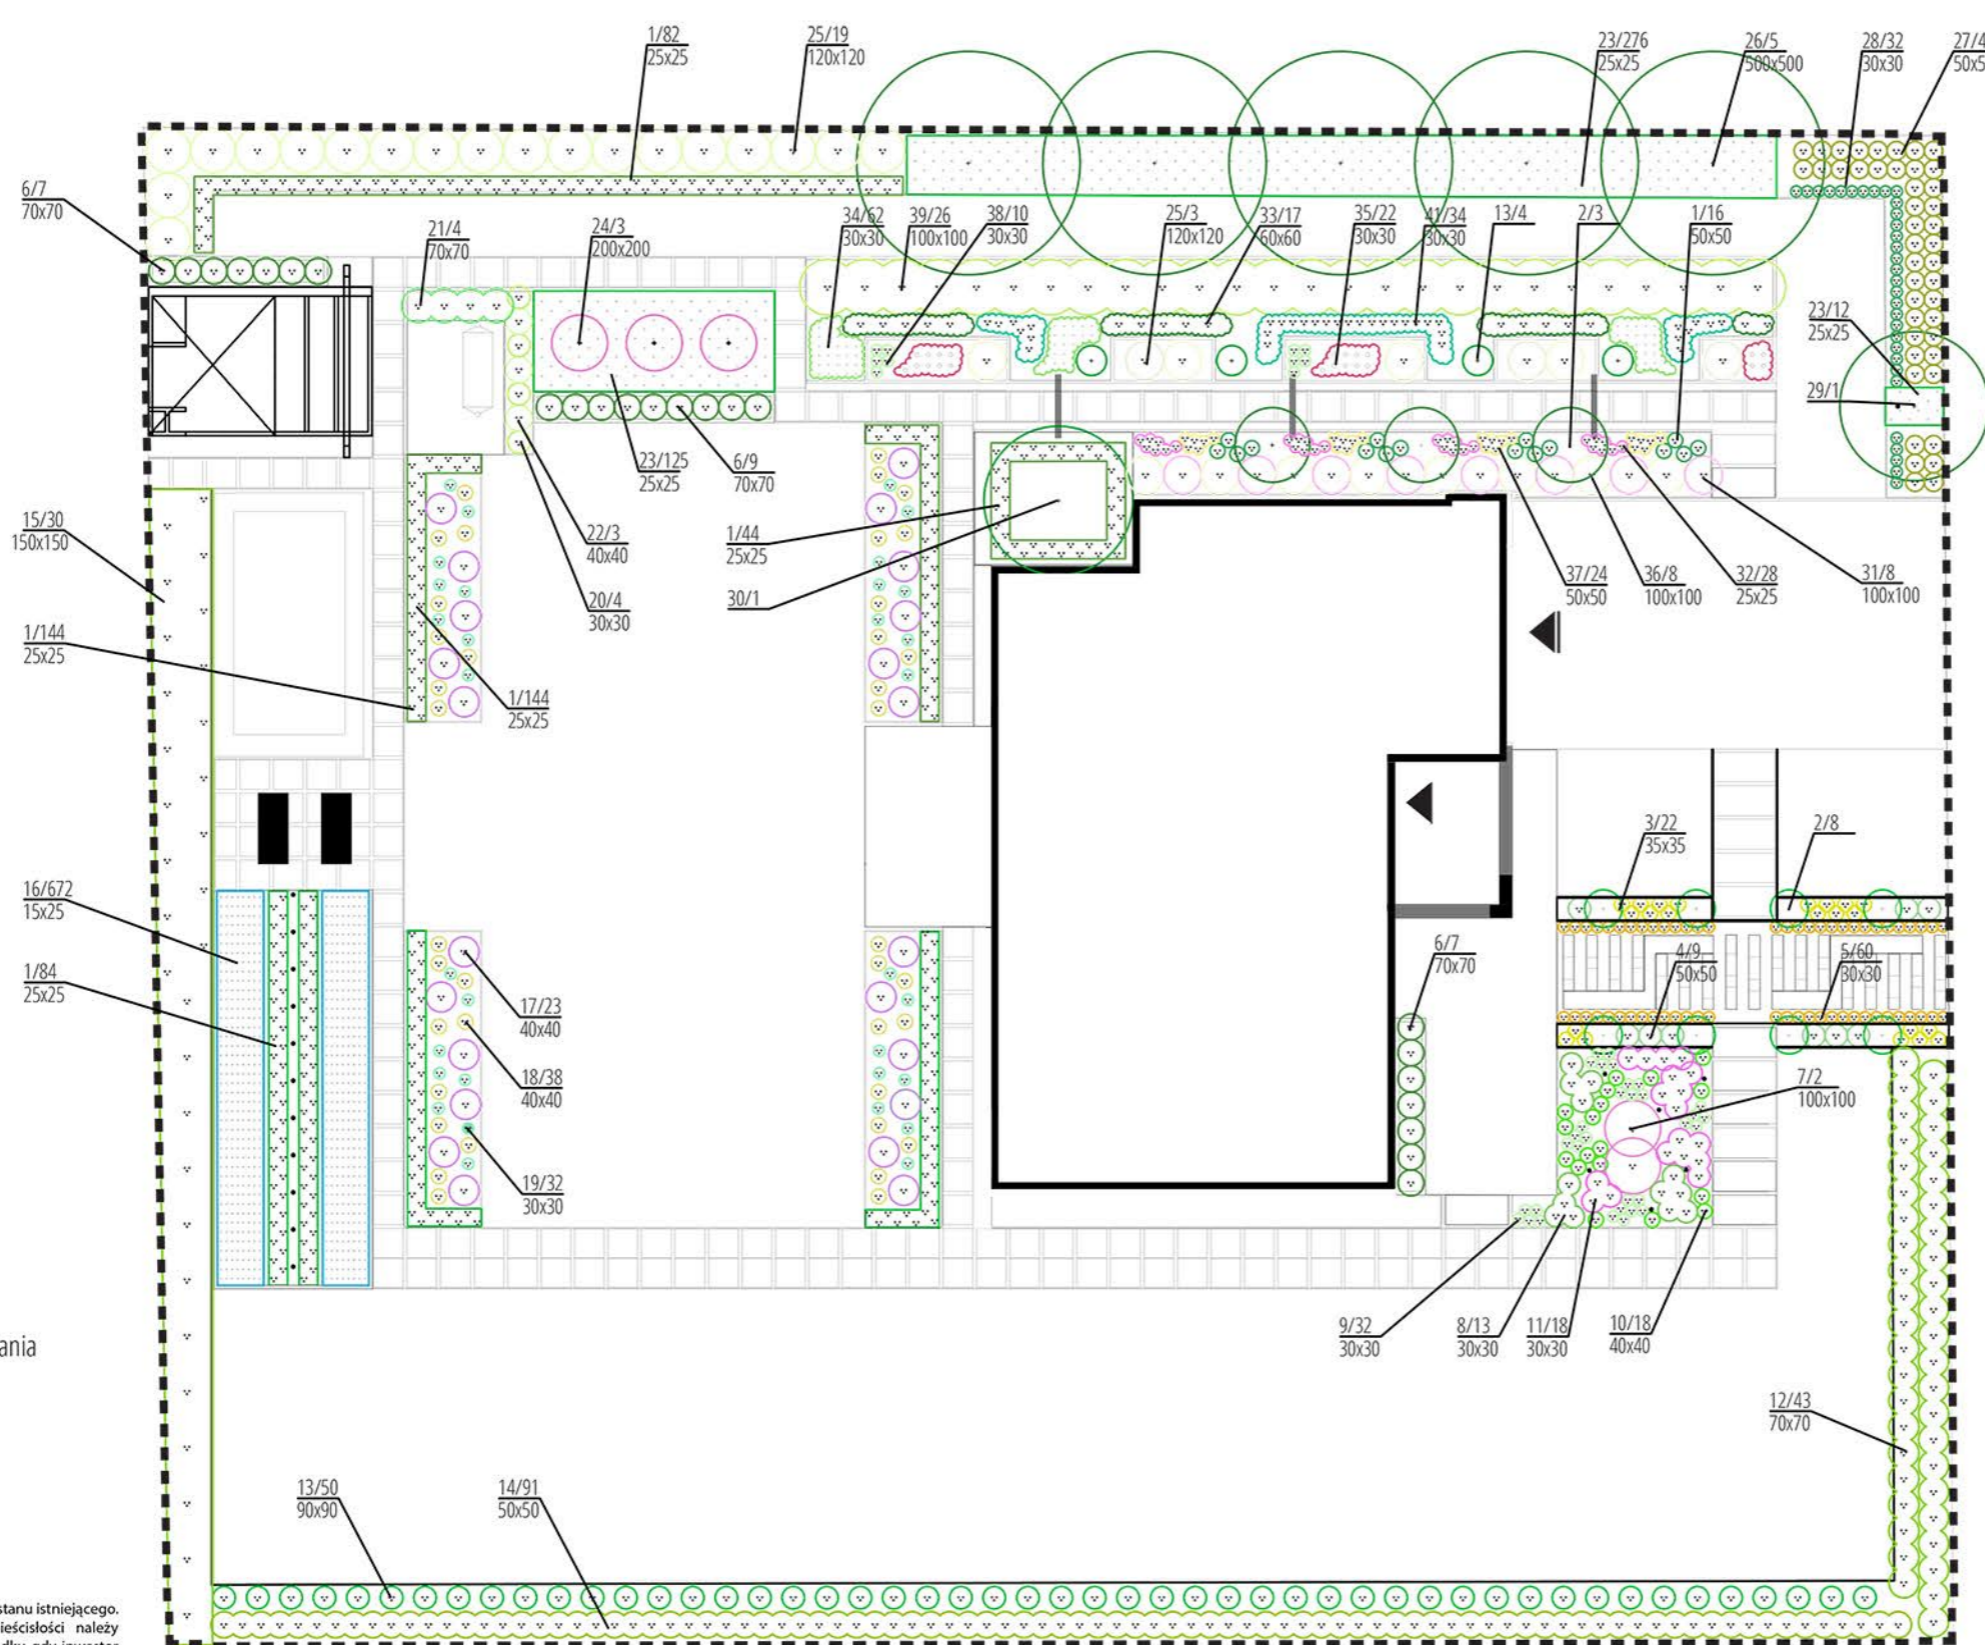 1/82
25x25
25/19
120x120
23/276
25x25
26/5
500x500
28/32
30x30
27/4
50x5
6/7
70x70
21/4
70x70
24/3
200x200
34/62
30x30
39/26
100x100
38/10
30x30
25/3
120x120
33/17
60x60
35/22
30x30
41/34
30x30
13/4
2/3
1/16
50x50
23/12
25x25
29/1
23/125
25x25
6/9
70x70
15/30
150x150
22/3
40x40
1/44
25x25
37/24
50x50
36/8
100x100
32/28
25x25
31/8
100x100
20/4
30x30
30/1
1/144
25x25
1/144
25x25
3/22
35x35
2/8
16/672
15x25
6/7
70x70
4/9
50x50
5/60
30x30
1/84
25x25
17/23
40x40
18/38
40x40
7/2
100x100
19/32
30x30
ania
9/32
30x30
8/13
30x30
11/18
30x30
10/18
40x40
12/43
70x70
13/50
90x90
14/91
50x50
stanu istniejącego.
ieścisłości należy